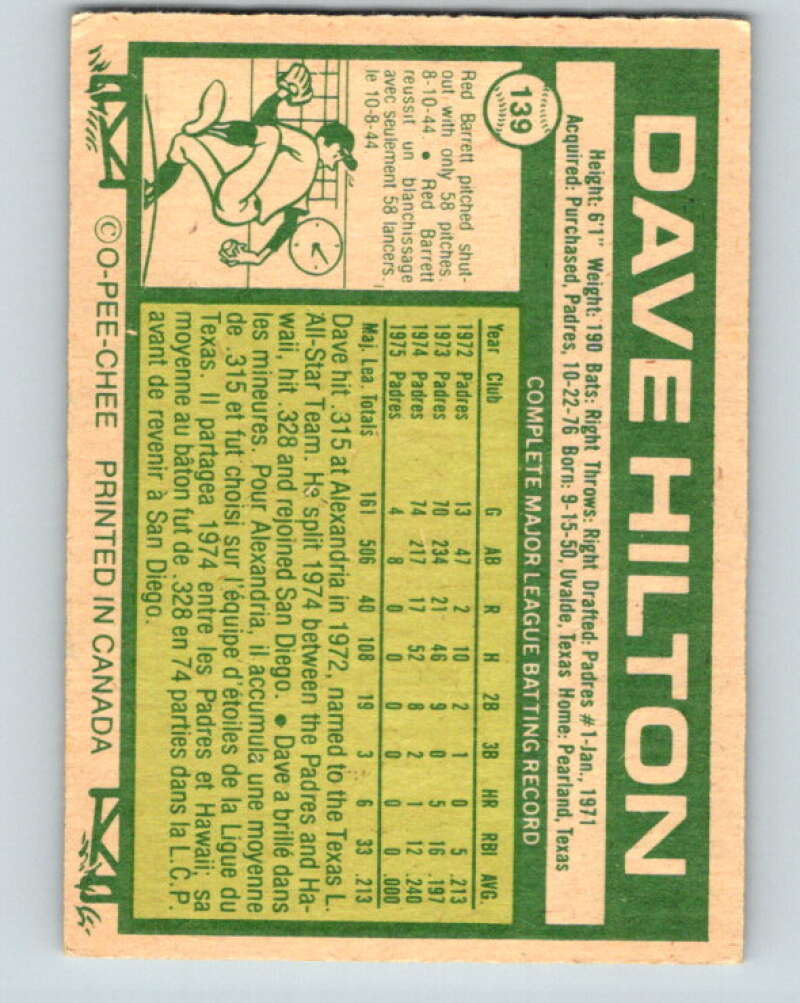 139
DAVE HILTON
Height: 6'1" Weight: 190 Bats: Right Throws: Right Drafted: Padres #1-Jan., 1971
Acquired: Purchased, Padres, 10-22-76 Born: 9-15-50, Uvalde, Texas Home: Pearland, Texas
COMPLETE MAJOR LEAGUE BATTING RECORD
Year Club G AB R H 2B 3B HR RBI AVG.
1972 Padres 13 47 2 10 2 1 0 5 .213
1973 Padres 70 234 21 46 9 0 5 16 .197
1974 Padres 74 217 17 52 8 2 1 12 .240
1975 Padres 4 8 0 0 0 0 0 0 .000
Maj. Lea. Totals 161 506 40 108 19 3 6 33 .213
Dave hit .315 at Alexandria in 1972, named to the Texas L.
All-Star Team. He split 1974 between the Padres and Ha-
waii, hit .328 and rejoined San Diego. • Dave a brillé dans
les mineures. Pour Alexandria, il accumula une moyenne
de .315 et fut choisi sur l'équipe d'étoiles de la Ligue du
Texas. Il partagea 1974 entre les Padres et Hawaii; sa
moyenne au bâton fut de .328 en 74 parties dans la L.C.P.
avant de revenir à San Diego.
Red Barrett pitched shut-
out with only 58 pitches
8-10-44. • Red Barrett
reussit un blanchissage
avec seulement 58 lancers.
le 10-8-44
©O-PEE-CHEE PRINTED IN CANADA